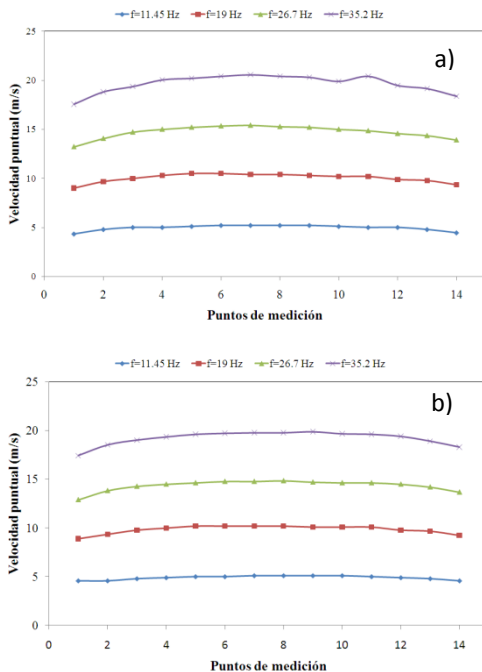 f=11.45 Hz f=19 Hz f=26.7 Hz f=35.2 Hz
a)
25
20
15
10
5
0
Velocidad puntual (m/s)
0 2 4 6 8 10 12 14
Puntos de medición
f=11.45 Hz f=19 Hz f=26.7 Hz f=35.2 Hz
b)
25
20
15
10
5
0
Velocidad puntual (m/s)
0 2 4 6 8 10 12 14
Puntos de medición